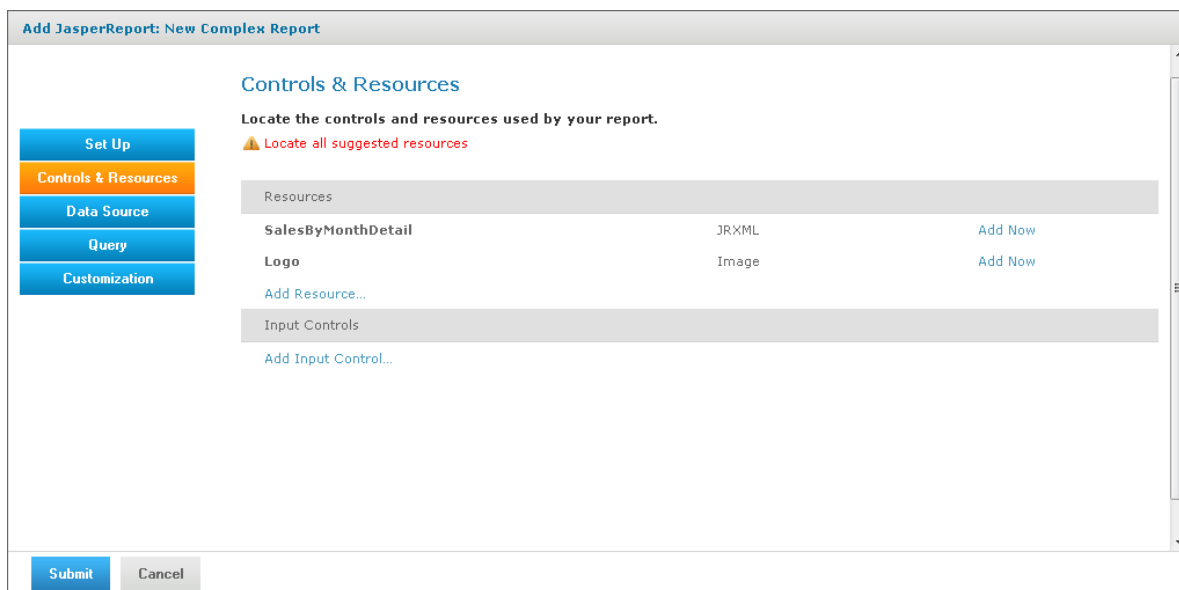 Add JasperReport: New Complex Report
Controls & Resources
Locate the controls and resources used by your report.
Locate all suggested resources
Set Up
Controls & Resources
Data Source
Query
Customization
Resources
SalesByMonthDetail JRXML Add Now
Logo Image Add Now
Add Resource...
Input Controls
Add Input Control...
Submit Cancel